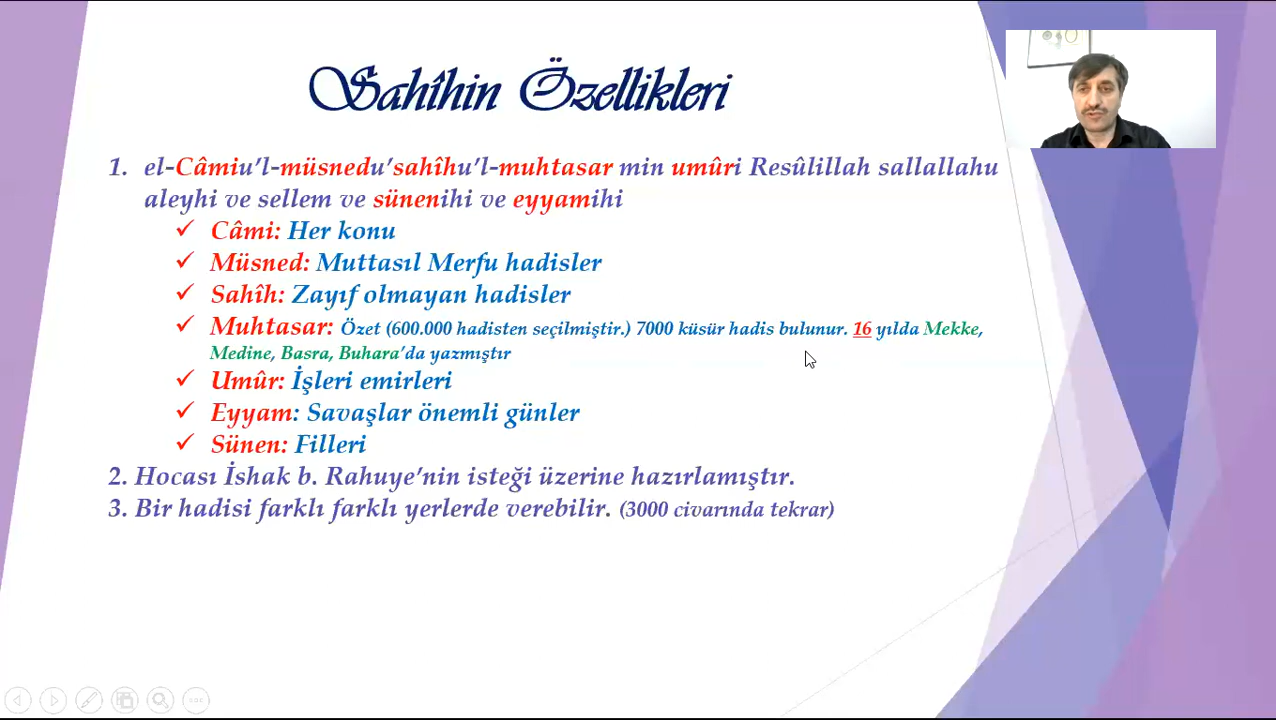 Sahîhin Özellikleri
1. el-Câmiu'l-müsnedu'sahîhu'l-muhtasar min umûri Resûlillah sallallahu
aleyhi ve sellem ve sünenihi ve eyyamihi
✓ Câmi: Her konu
✓ Müsned: Muttasıl Merfu hadisler
✓ Sahîh: Zayıf olmayan hadisler
✓ Muhtasar: Özet (600.000 hadisten seçilmiştir.) 7000 küsür hadis bulunur. 16 yılda Mekke,
Medine, Basra, Buhara'da yazmıştır
✓ Umûr: İşleri emirleri
✓ Eyyam: Savaşlar önemli günler
✓ Sünen: Filleri
2. Hocası İshak b. Rahuye'nin isteği üzerine hazırlamıştır.
3. Bir hadisi farklı farklı yerlerde verebilir. (3000 civarında tekrar)